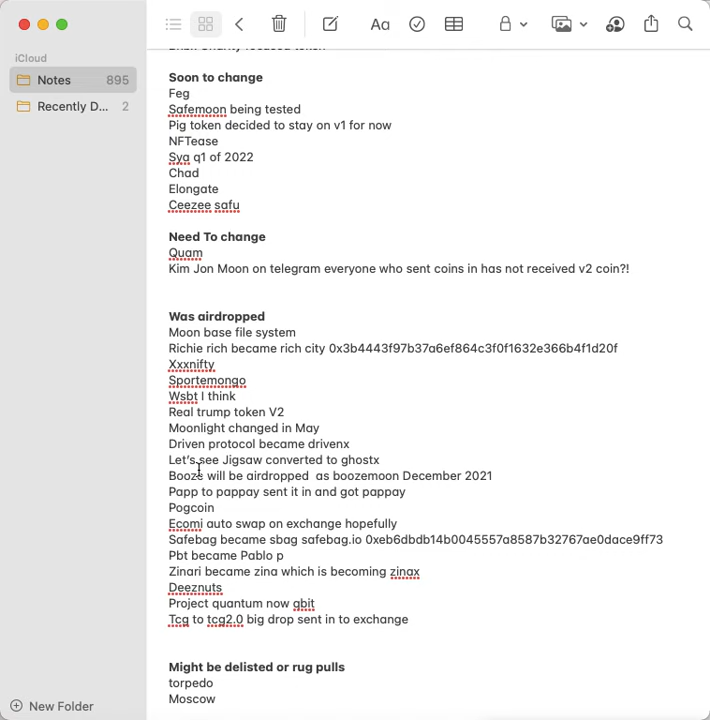 iCloud
Notes 895
Recently D... 2
New Folder
Aa
Soon to change
Feg
Safemoon being tested
Pig token decided to stay on v1 for now
NFTease
Sya q1 of 2022
Chad
Elongate
Ceezee safu
Need To change
Quam
Kim Jon Moon on telegram everyone who sent coins in has not received v2 coin?!
Was airdropped
Moon base file system
Richie rich became rich city 0x3b4443f97b37a6ef864c3f0f1632e366b4f1d20f
Xxxnifty
Sportemongo
Wsbt I think
Real trump token V2
Moonlight changed in May
Driven protocol became drivenx
Let's see Jigsaw converted to ghostx
Booze will be airdropped  as boozemoon December 2021
Papp to pappay sent it in and got pappay
Pogcoin
Ecomi auto swap on exchange hopefully
Safebag became sbag safebag.io 0xeb6dbdb14b0045557a8587b32767ae0dace9ff73
Pbt became Pablo p
Zinari became zina which is becoming zinax
Deeznuts
Project quantum now qbit
Tcg to tcg2.0 big drop sent in to exchange
Might be delisted or rug pulls
torpedo
Moscow